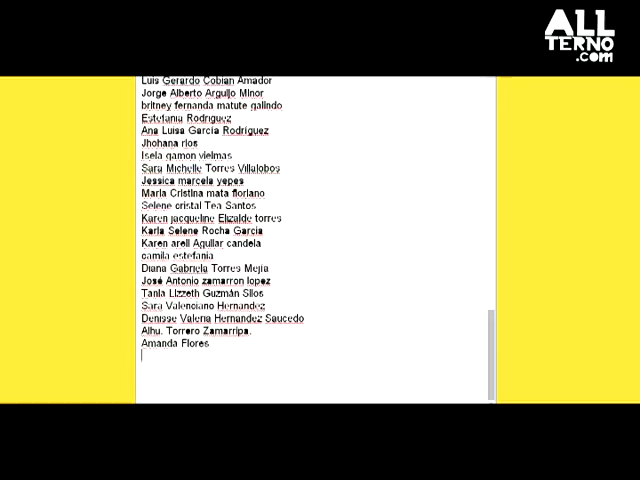 ALL
TERNO
.com
Luis Gerardo Cobian Amador
Jorge Alberto Arguijo Minor
britney fernanda matute galindo
Estefania Rodriguez
Ana Luisa García Rodríguez
Jhohana rios
Isela gamon vielmas
Sara Michelle Torres Villalobos
Jessica marcela yepes
Maria Cristina mata floriano
Selene cristal Tea Santos
Karen jacqueline Elizalde torres
Karla Selene Rocha Garcia
Karen areli Aguilar candela
camila estefania
Diana Gabriela Torres Mejía
José Antonio zamarron lopez
Tania Lizzeth Guzmán Silos
Sara Valenciano Hernandez
Denisse Valeria Hernandez Saucedo
Alhu. Torrero Zamarripa.
Amanda Flores